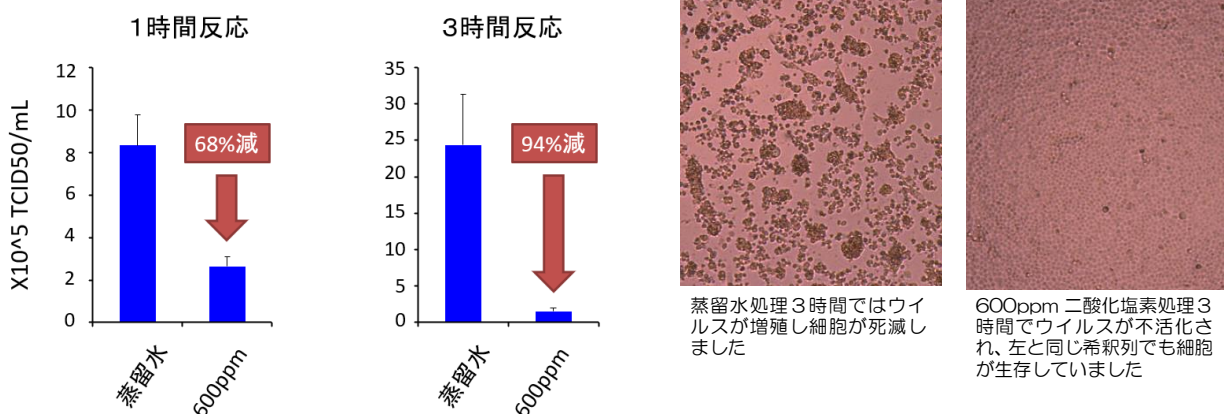 1時間反応
3時間反応
X10^5 TCID50/mL
12
10
8
6
4
2
0
68%減
蒸留水
600ppm
35
30
25
20
15
10
5
0
94%減
蒸留水
600ppm
蒸留水処理3時間ではウイ
ルスが増殖し細胞が死滅し
ました
600ppm 二酸化塩素処理3
時間でウイルスが不活化さ
れ、左と同じ希釈列でも細胞
が生存していました